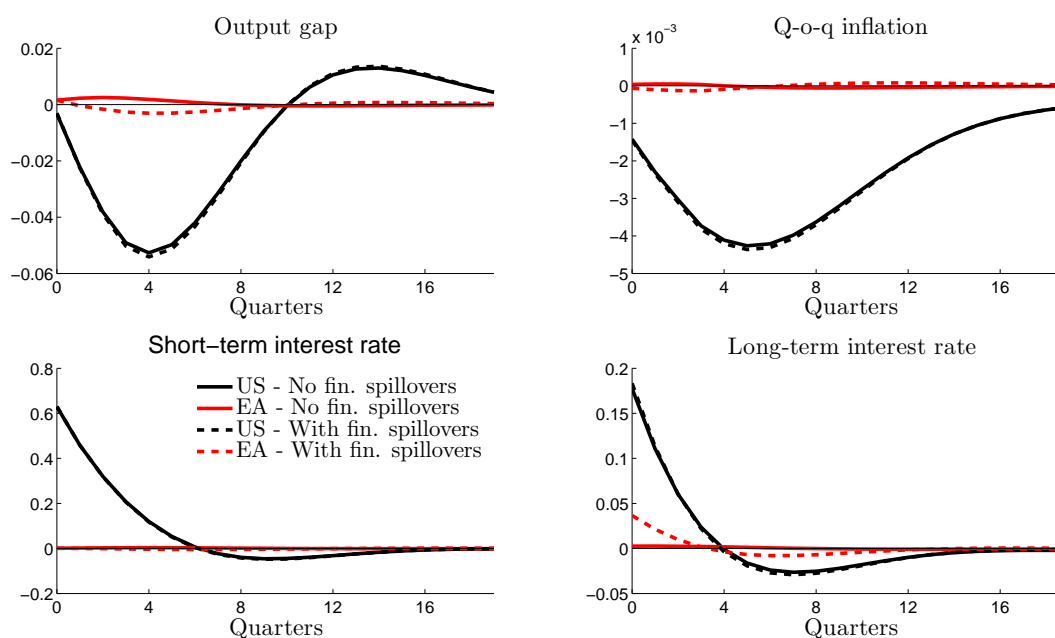 Output gap
0.02
0
−0.02
−0.04
−0.06
0 4 8 12 16
Quarters
Q-o-q inflation
x 10⁻³
1
0
−1
−2
−3
−4
−5
0 4 8 12 16
Quarters
Short−term interest rate
0.8
0.6
0.4
0.2
0
−0.2
US - No fin. spillovers
EA - No fin. spillovers
US - With fin. spillovers
EA - With fin. spillovers
0 4 8 12 16
Quarters
Long-term interest rate
0.2
0.15
0.1
0.05
0
−0.05
0 4 8 12 16
Quarters